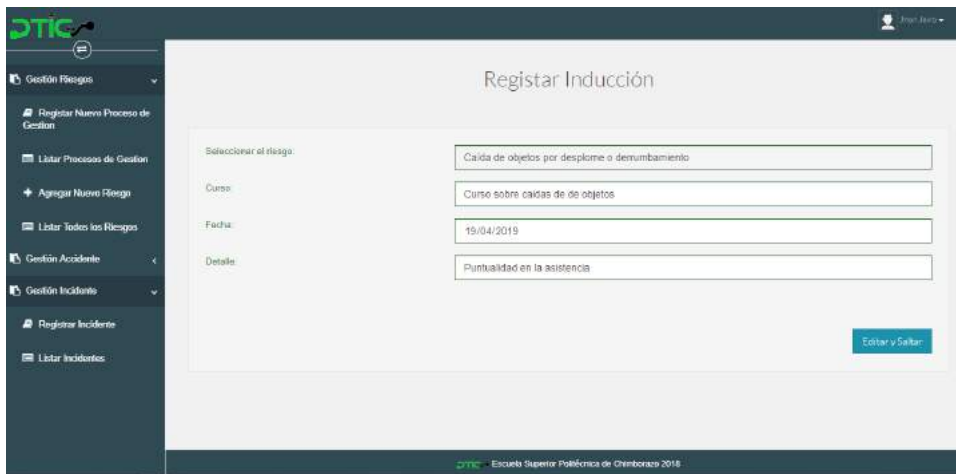 DTIC
Gestión Riesgos
Registar Inducción
Registar Nuevo Proceso de
Gestion
Listar Procesos de Gestion
Agregar Nuevo Riesgo
Listar Todos los Riesgos
Gestión Accidente
Gestión Incidente
Registrar Incidente
Listar Incidentes
Seleccionar el riesgo:
Caída de objetos por desplome o derrumbamiento
Curso:
Curso sobre caidas de de objetos
Fecha:
19/04/2019
Detalle:
Puntualidad en la asistencia
Editar y Saltar
DTIC - Escuela Superior Politécnica de Chimborazo 2018